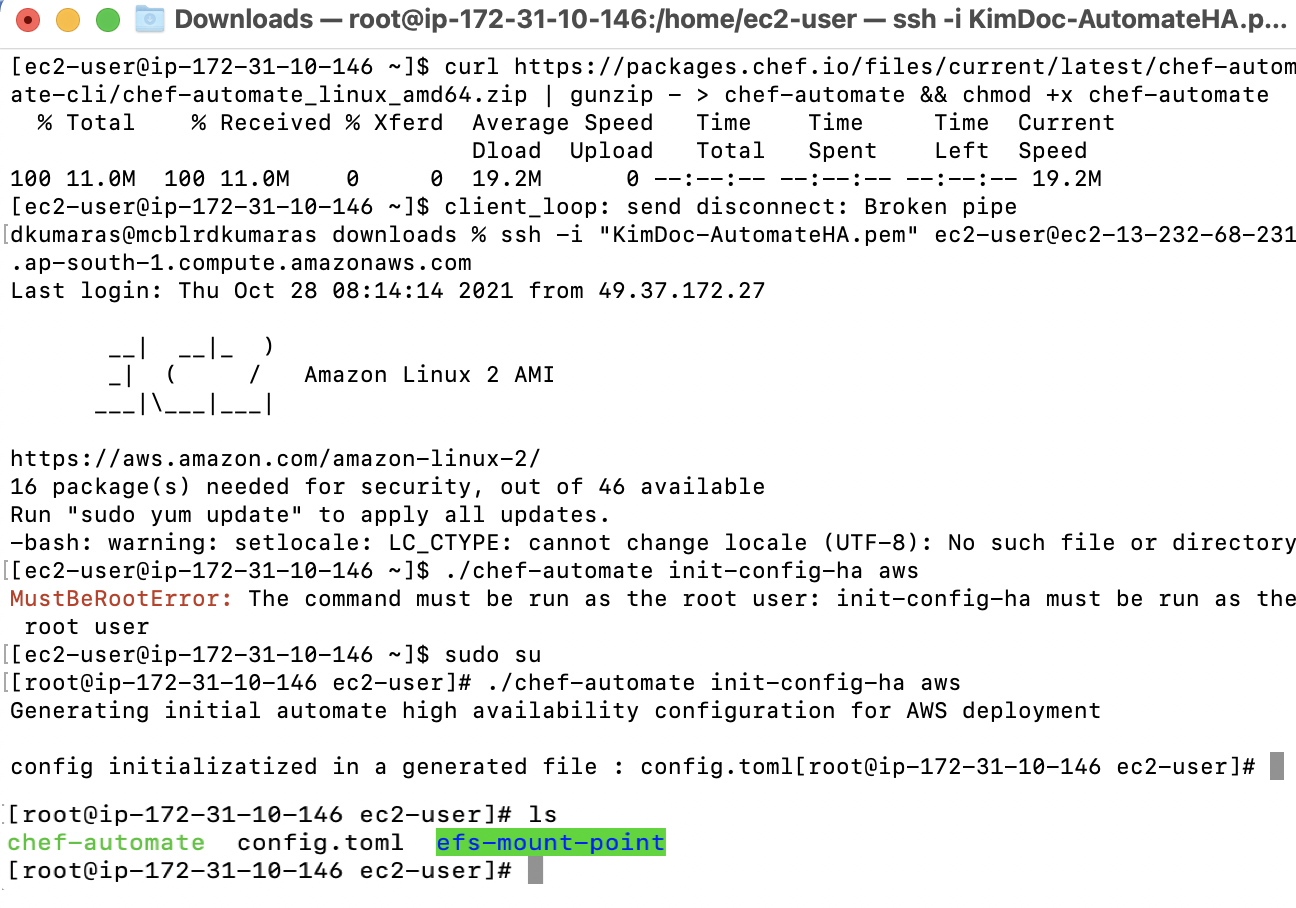 Downloads — root@ip-172-31-10-146:/home/ec2-user — ssh -i KimDoc-AutomateHA.p...
[ec2-user@ip-172-31-10-146 ~]$ curl https://packages.chef.io/files/current/latest/chef-autom
ate-cli/chef-automate_linux_amd64.zip | gunzip - > chef-automate && chmod +x chef-automate
  % Total    % Received % Xferd  Average Speed   Time    Time     Time  Current
                                 Dload  Upload   Total   Spent    Left  Speed
100 11.0M  100 11.0M    0     0  19.2M      0 --:--:-- --:--:-- --:--:-- 19.2M
[ec2-user@ip-172-31-10-146 ~]$ client_loop: send disconnect: Broken pipe
[dkumaras@mcblrdkumaras downloads % ssh -i "KimDoc-AutomateHA.pem" ec2-user@ec2-13-232-68-231
.ap-south-1.compute.amazonaws.com
Last login: Thu Oct 28 08:14:14 2021 from 49.37.172.27
       __|  __|_  )
       _|  (     /   Amazon Linux 2 AMI
      ___|\___|___|
https://aws.amazon.com/amazon-linux-2/
16 package(s) needed for security, out of 46 available
Run "sudo yum update" to apply all updates.
-bash: warning: setlocale: LC_CTYPE: cannot change locale (UTF-8): No such file or directory
[[ec2-user@ip-172-31-10-146 ~]$ ./chef-automate init-config-ha aws
MustBeRootError: The command must be run as the root user: init-config-ha must be run as the
 root user
[[ec2-user@ip-172-31-10-146 ~]$ sudo su
[[root@ip-172-31-10-146 ec2-user]# ./chef-automate init-config-ha aws
Generating initial automate high availability configuration for AWS deployment
config initializatized in a generated file : config.toml[root@ip-172-31-10-146 ec2-user]#
[root@ip-172-31-10-146 ec2-user]# ls
chef-automate  config.toml  efs-mount-point
[root@ip-172-31-10-146 ec2-user]#